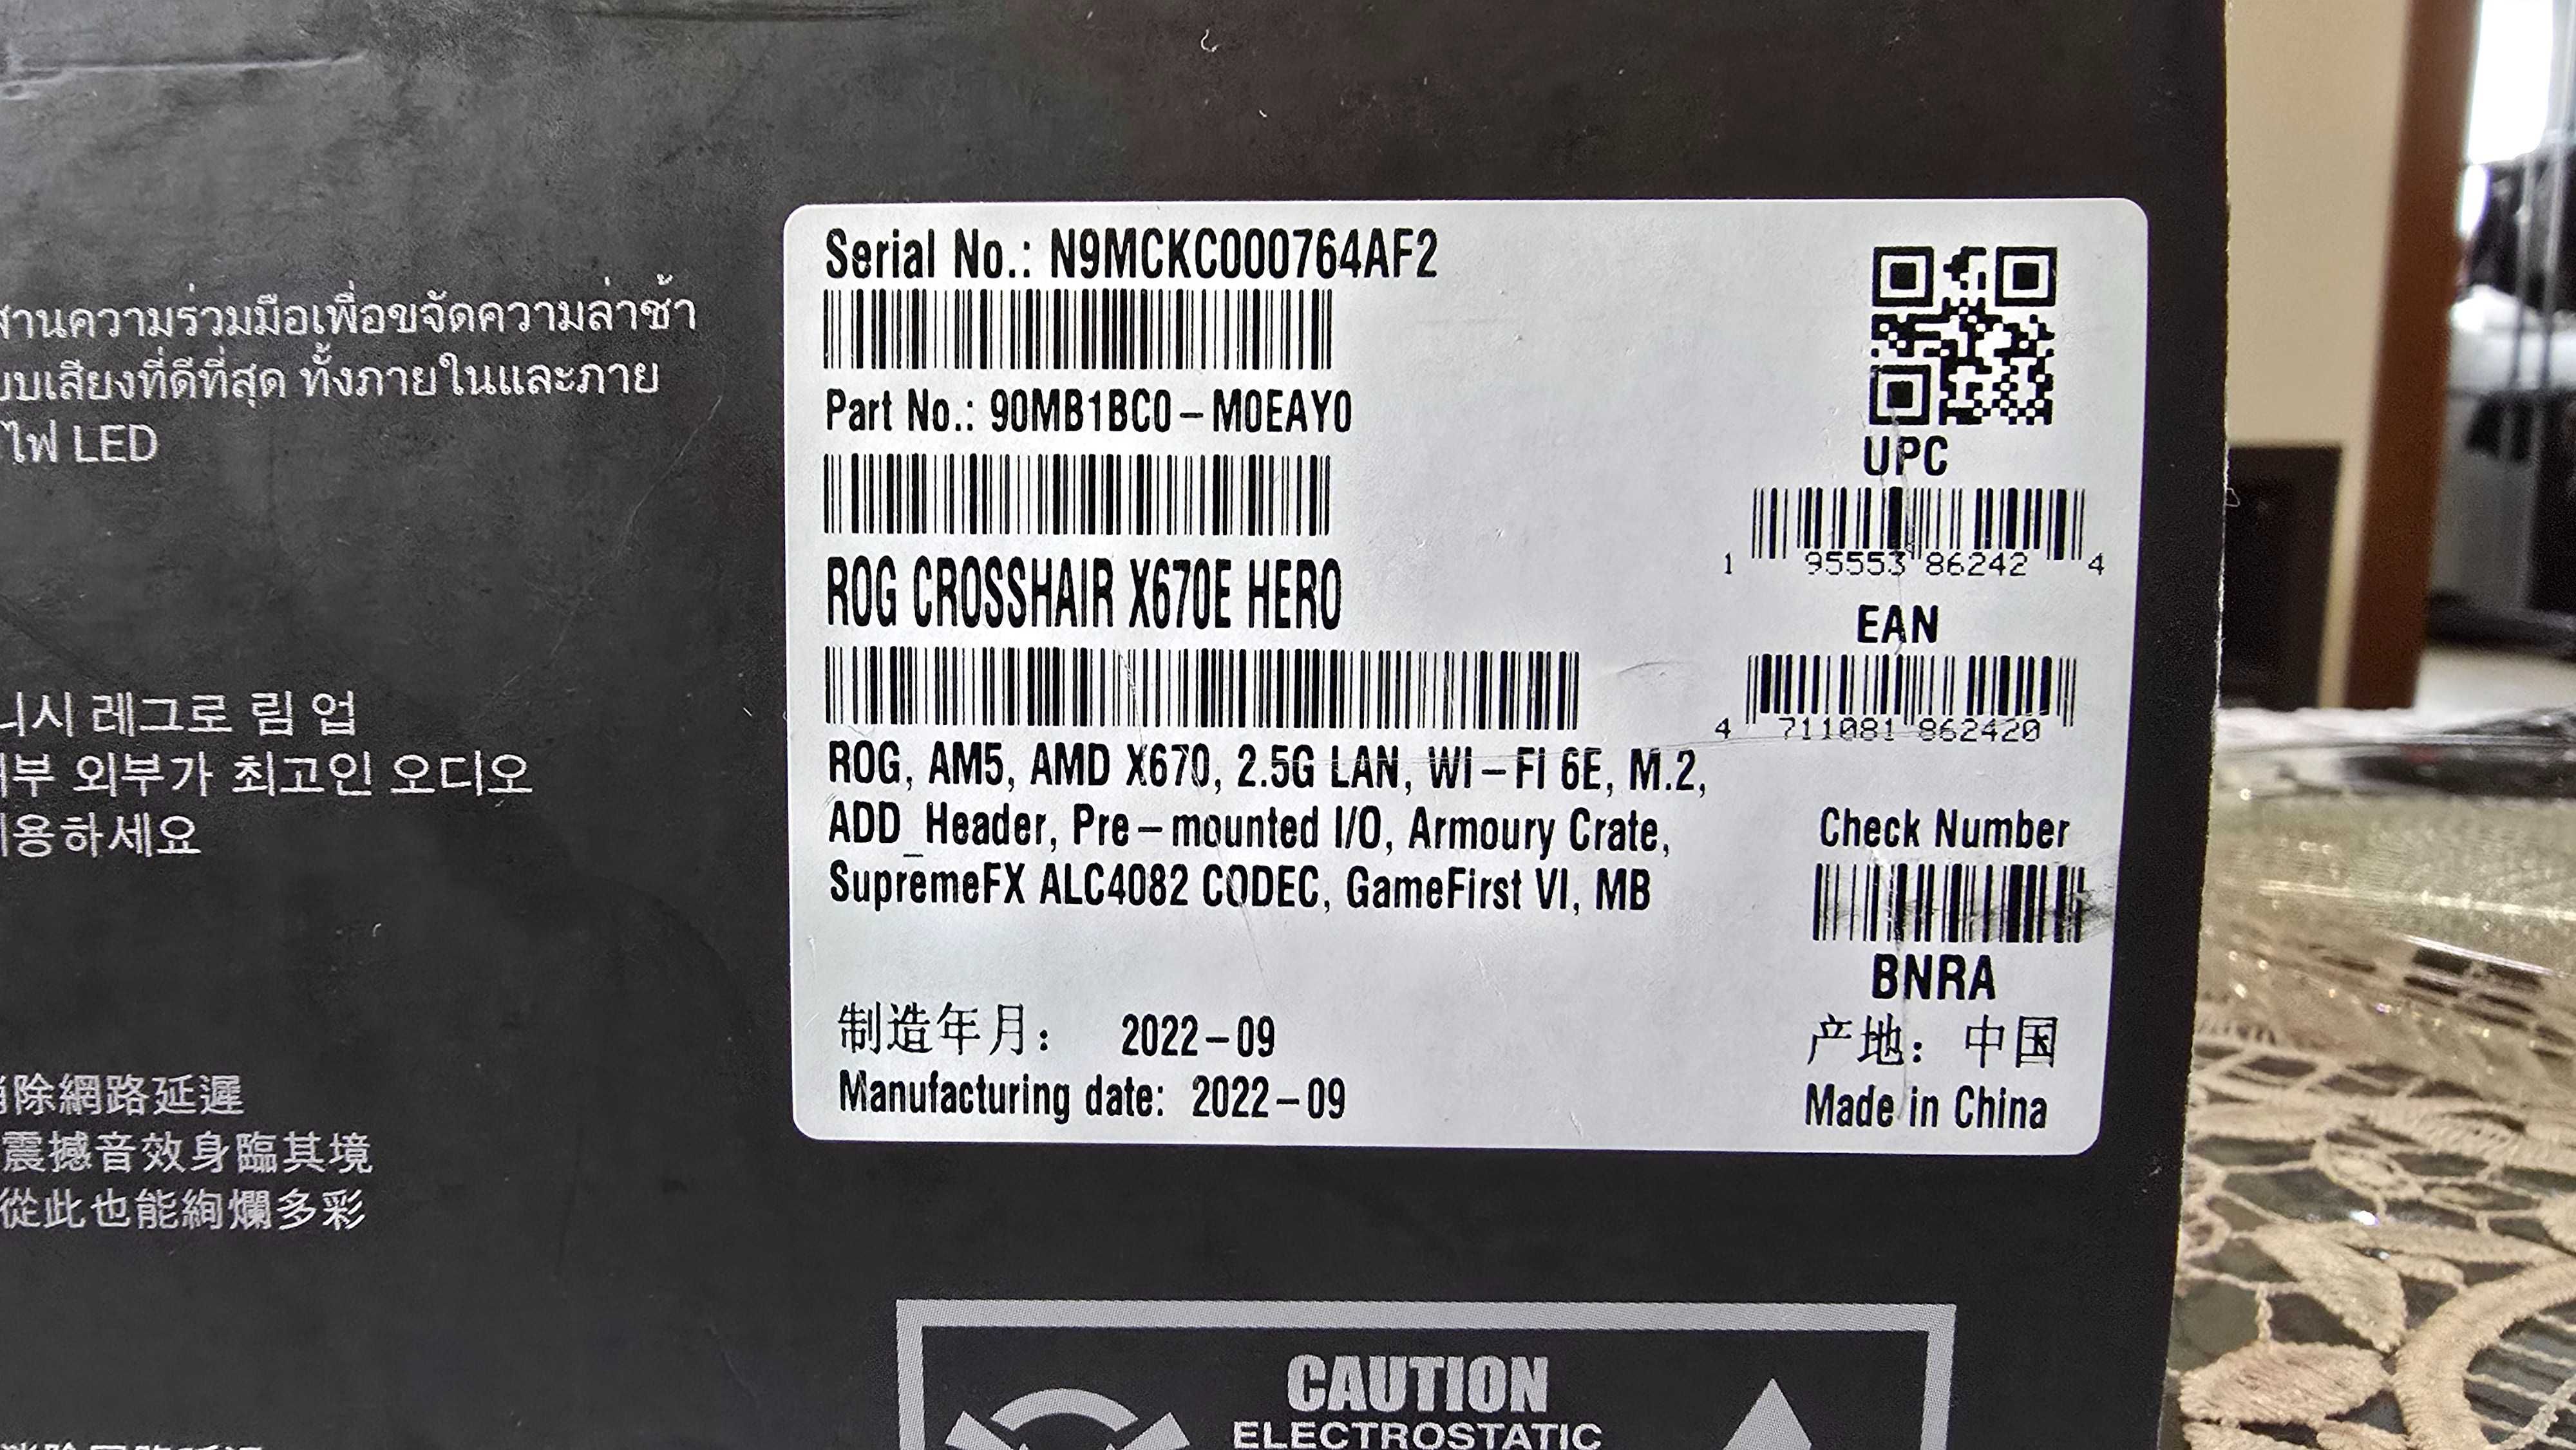 สานความร่วมมือเพื่อขจัดความล่าช้า
บบเสียงที่ดีที่สุด ทั้งภายในและภาย
ไฟ LED
니시 레그로 림 업
부 외부가 최고인 오디오
용하세요
除網路延遲
震撼音效身臨其境
從此也能絢爛多彩
Serial No.: N9MCKC000764AF2
Part No.: 90MB1BC0-M0EAY0
ROG CROSSHAIR X670E HERO
ROG, AM5, AMD X670, 2.5G LAN, WI-FI 6E, M.2,
ADD_Header, Pre-mounted I/O, Armoury Crate,
SupremeFX ALC4082 CODEC, GameFirst VI, MB
制造年月： 2022-09
Manufacturing date: 2022-09
UPC
1 95553 86242 4
EAN
4 711081 862420
Check Number
BNRA
产地：中国
Made in China
CAUTION
ELECTROSTATIC